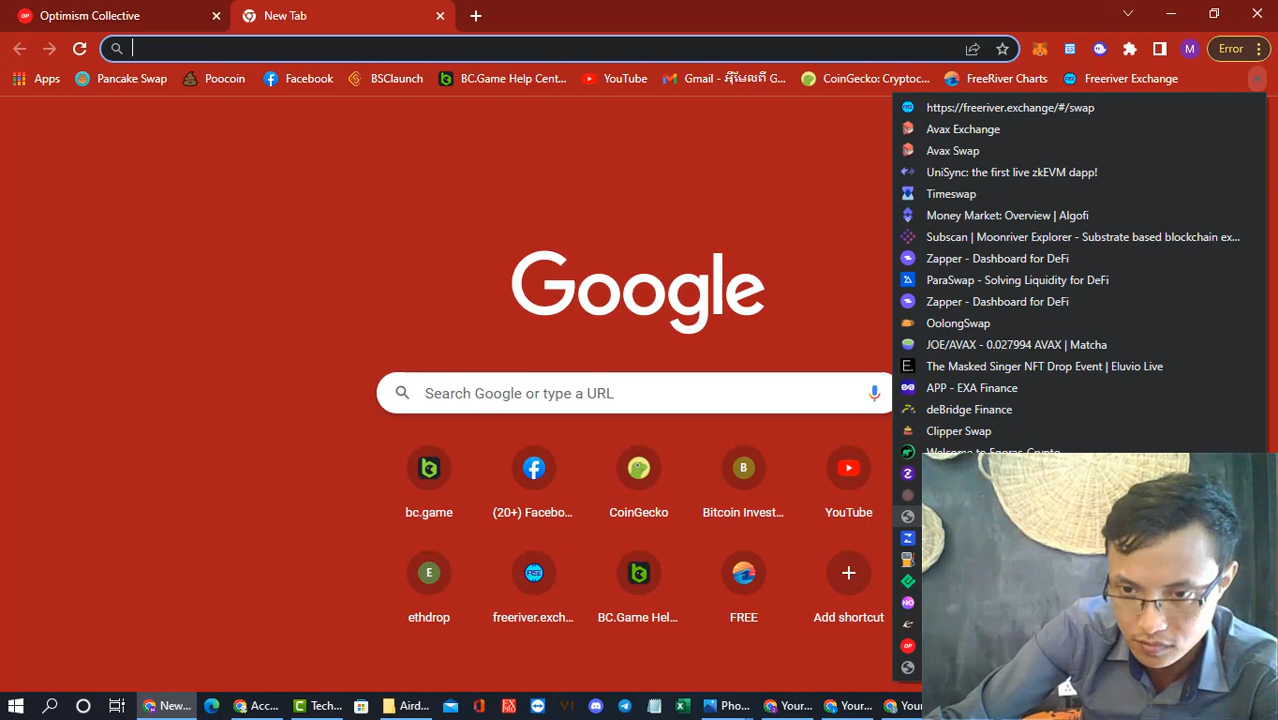 Optimism Collective
New Tab
M
Error
Apps
Pancake Swap
Poocoin
Facebook
BSClaunch
BC.Game Help Cent...
YouTube
Gmail - អ៊ីមែលពី G...
CoinGecko: Cryptoc...
FreeRiver Charts
Freeriver Exchange
https://freeriver.exchange/#/swap
Avax Exchange
Avax Swap
UniSync: the first live zkEVM dapp!
Timeswap
Money Market: Overview | Algofi
Subscan | Moonriver Explorer - Substrate based blockchain ex...
Zapper - Dashboard for DeFi
ParaSwap - Solving Liquidity for DeFi
Zapper - Dashboard for DeFi
OolongSwap
JOE/AVAX - 0.027994 AVAX | Matcha
The Masked Singer NFT Drop Event | Eluvio Live
APP - EXA Finance
deBridge Finance
Clipper Swap
Welcome to Egoras Crypto
Google
Search Google or type a URL
bc.game
(20+) Facebo...
CoinGecko
B
Bitcoin Invest...
YouTube
E
ethdrop
freeriver.exch...
BC.Game Hel...
FREE
Add shortcut
New...
Acc...
Tech...
Aird...
Pho...
Your...
Your...
You